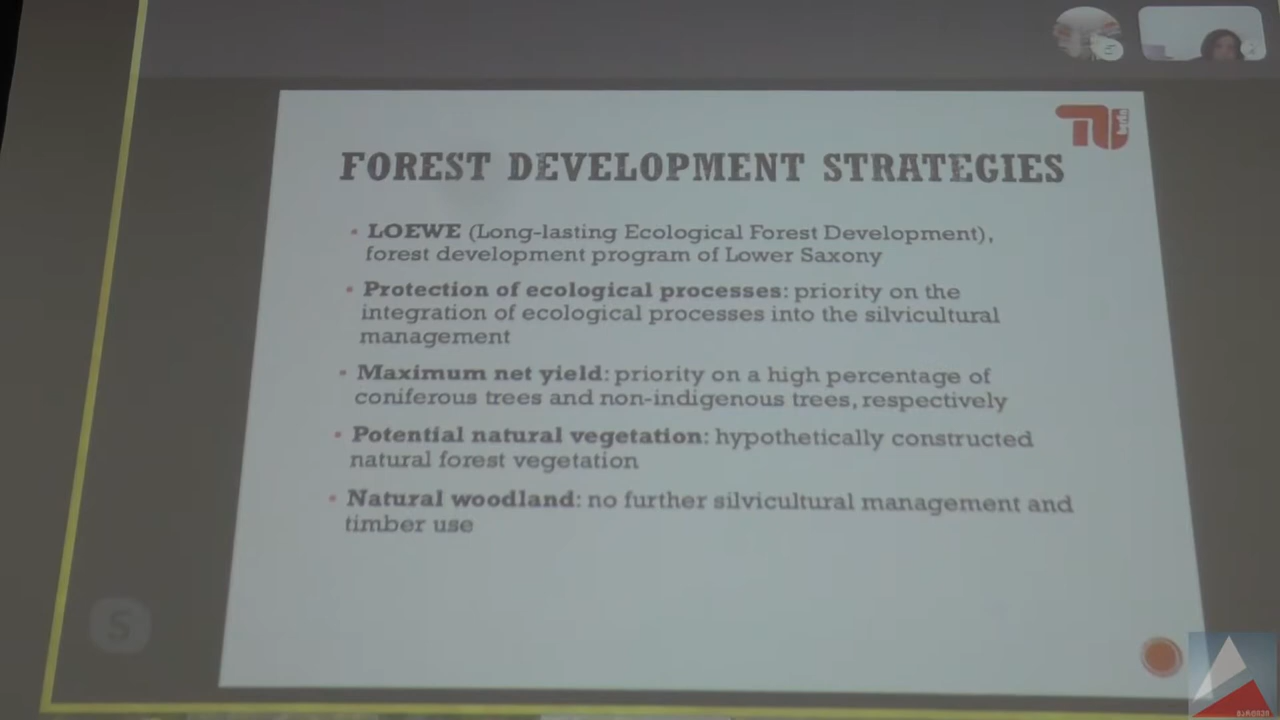 FOREST DEVELOPMENT STRATEGIES
• LOEWE (Long-lasting Ecological Forest Development),
forest development program of Lower Saxony
• Protection of ecological processes: priority on the
integration of ecological processes into the silvicultural
management
• Maximum net yield: priority on a high percentage of
coniferous trees and non-indigenous trees, respectively
• Potential natural vegetation: hypothetically constructed
natural forest vegetation
• Natural woodland: no further silvicultural management and
timber use
S